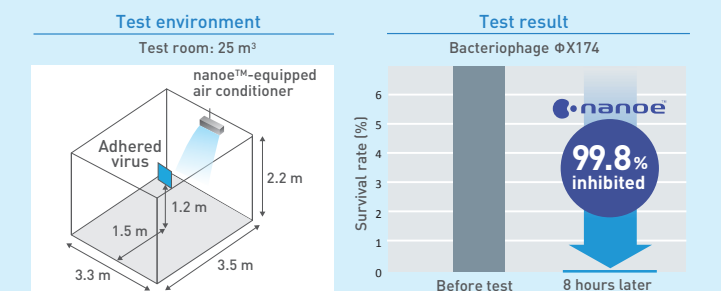 Test environment
Test room: 25 m³
nanoe™-equipped
air conditioner
Adhered
virus
2.2 m
1.2 m
1.5 m
3.3 m
3.5 m
Test result
Bacteriophage ΦX174
Survival rate (%)
6
5
4
3
2
1
0
nanoe™
99.8%
inhibited
Before test
8 hours later